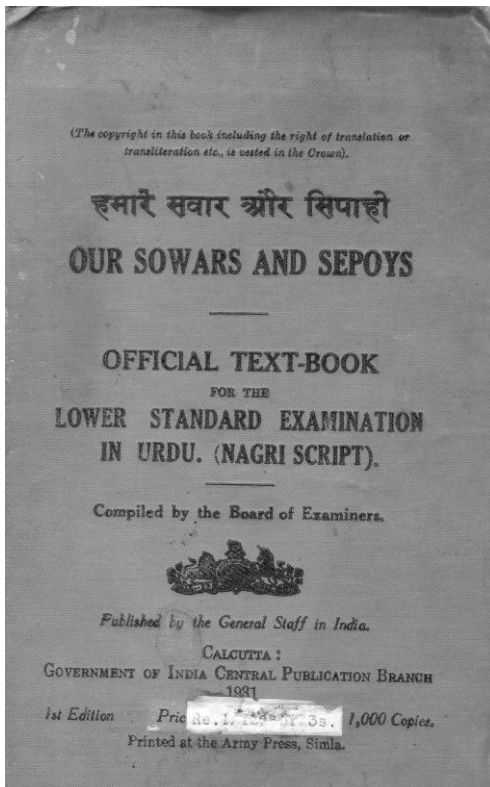 (The copyright in this book including the right of translation or
transliteration etc., is vested in the Crown).
हमारे सवार और सिपाही
OUR SOWARS AND SEPOYS
OFFICIAL TEXT-BOOK
FOR THE
LOWER STANDARD EXAMINATION
IN URDU. (NAGRI SCRIPT).
Compiled by the Board of Examiners.
Published by the General Staff in India.
CALCUTTA :
GOVERNMENT OF INDIA CENTRAL PUBLICATION BRANCH
1931
1st Edition Pric 3s. 1,000 Copies.
Printed at the Army Press, Simla.